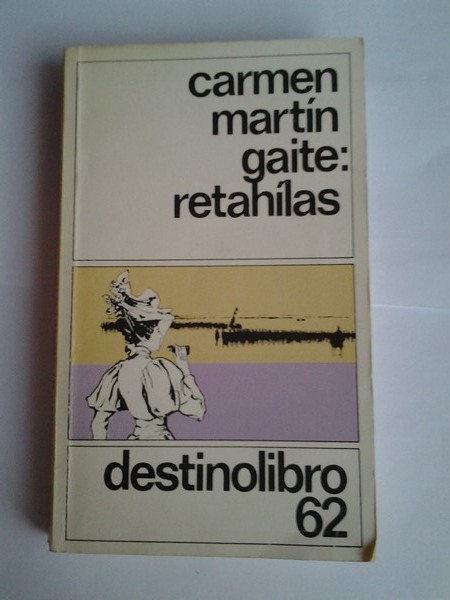 carmen
martín
gaite:
retahílas
destinolibro
62